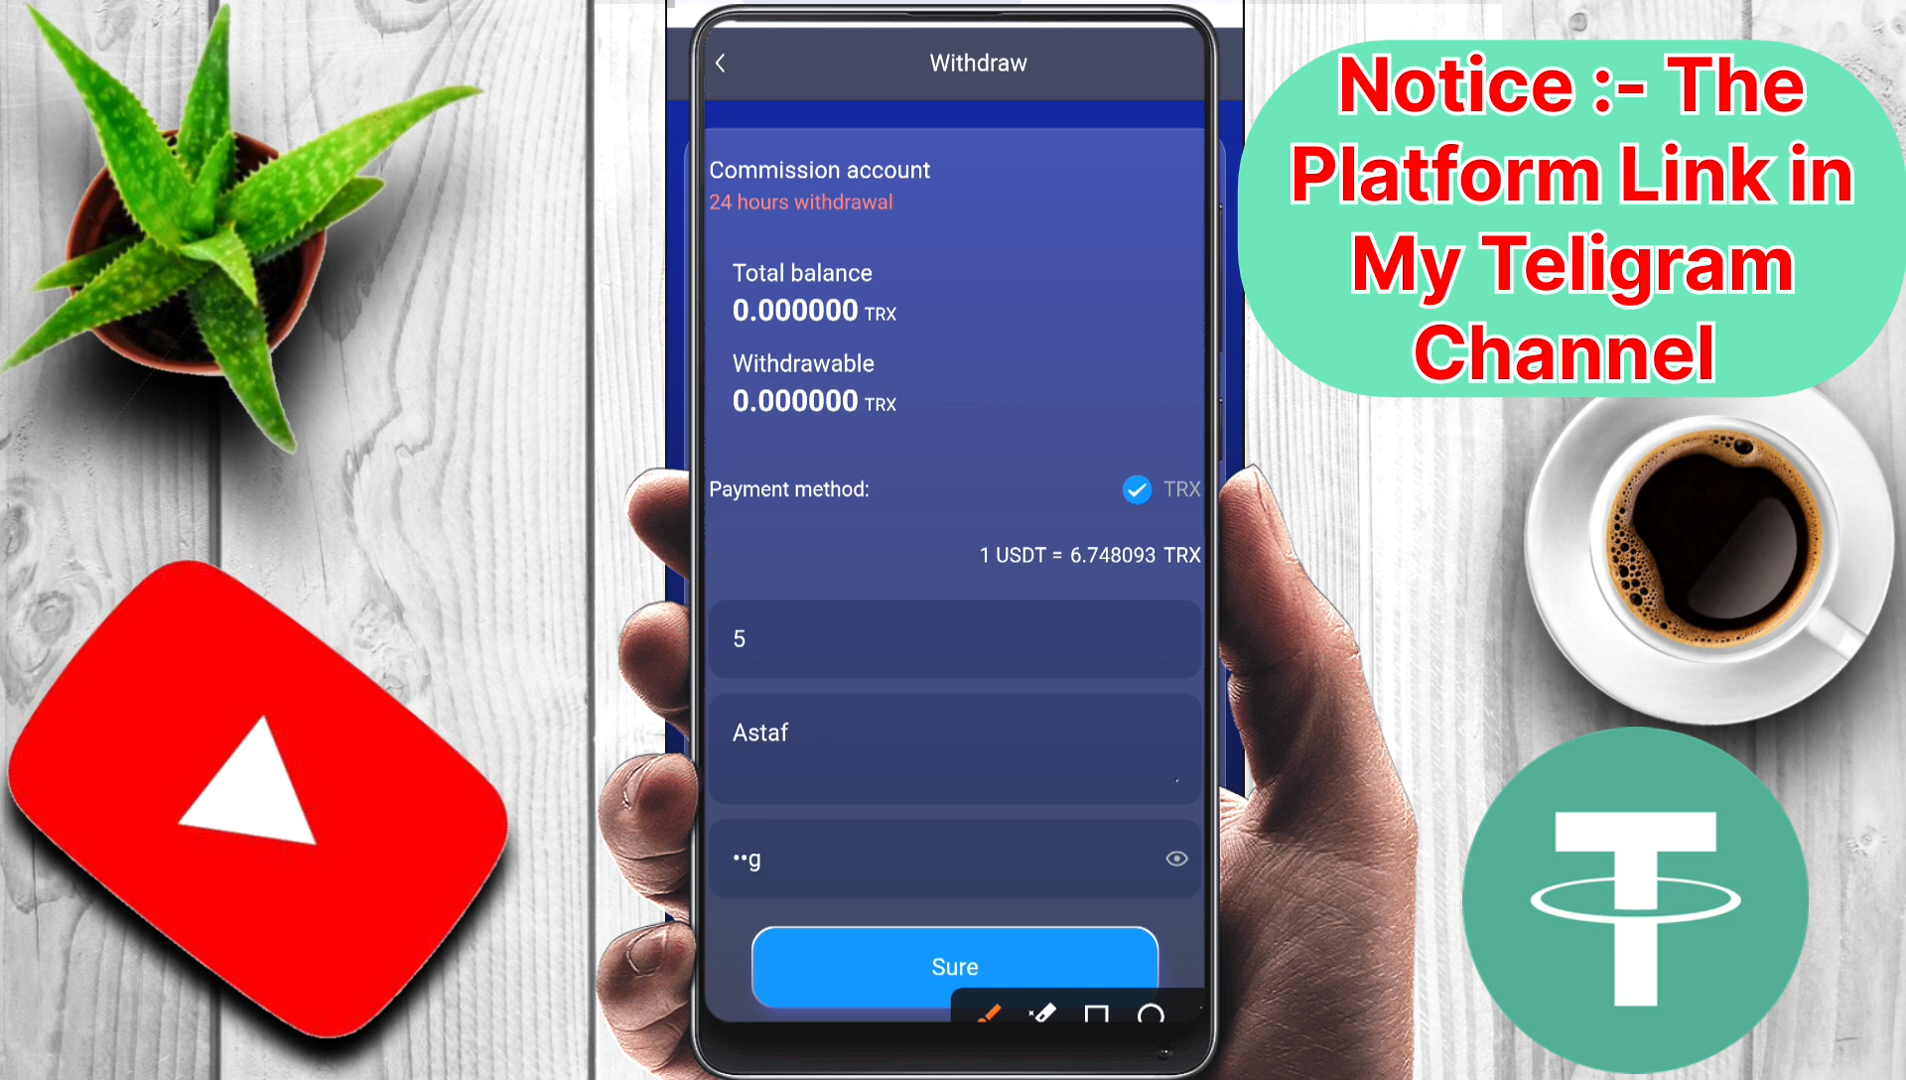 Withdraw
Commission account
24 hours withdrawal
Total balance
0.000000 TRX
Withdrawable
0.000000 TRX
Payment method: TRX
1 USDT = 6.748093 TRX
5
Astaf
••g
Sure
Notice :- The
Platform Link in
My Teligram
Channel